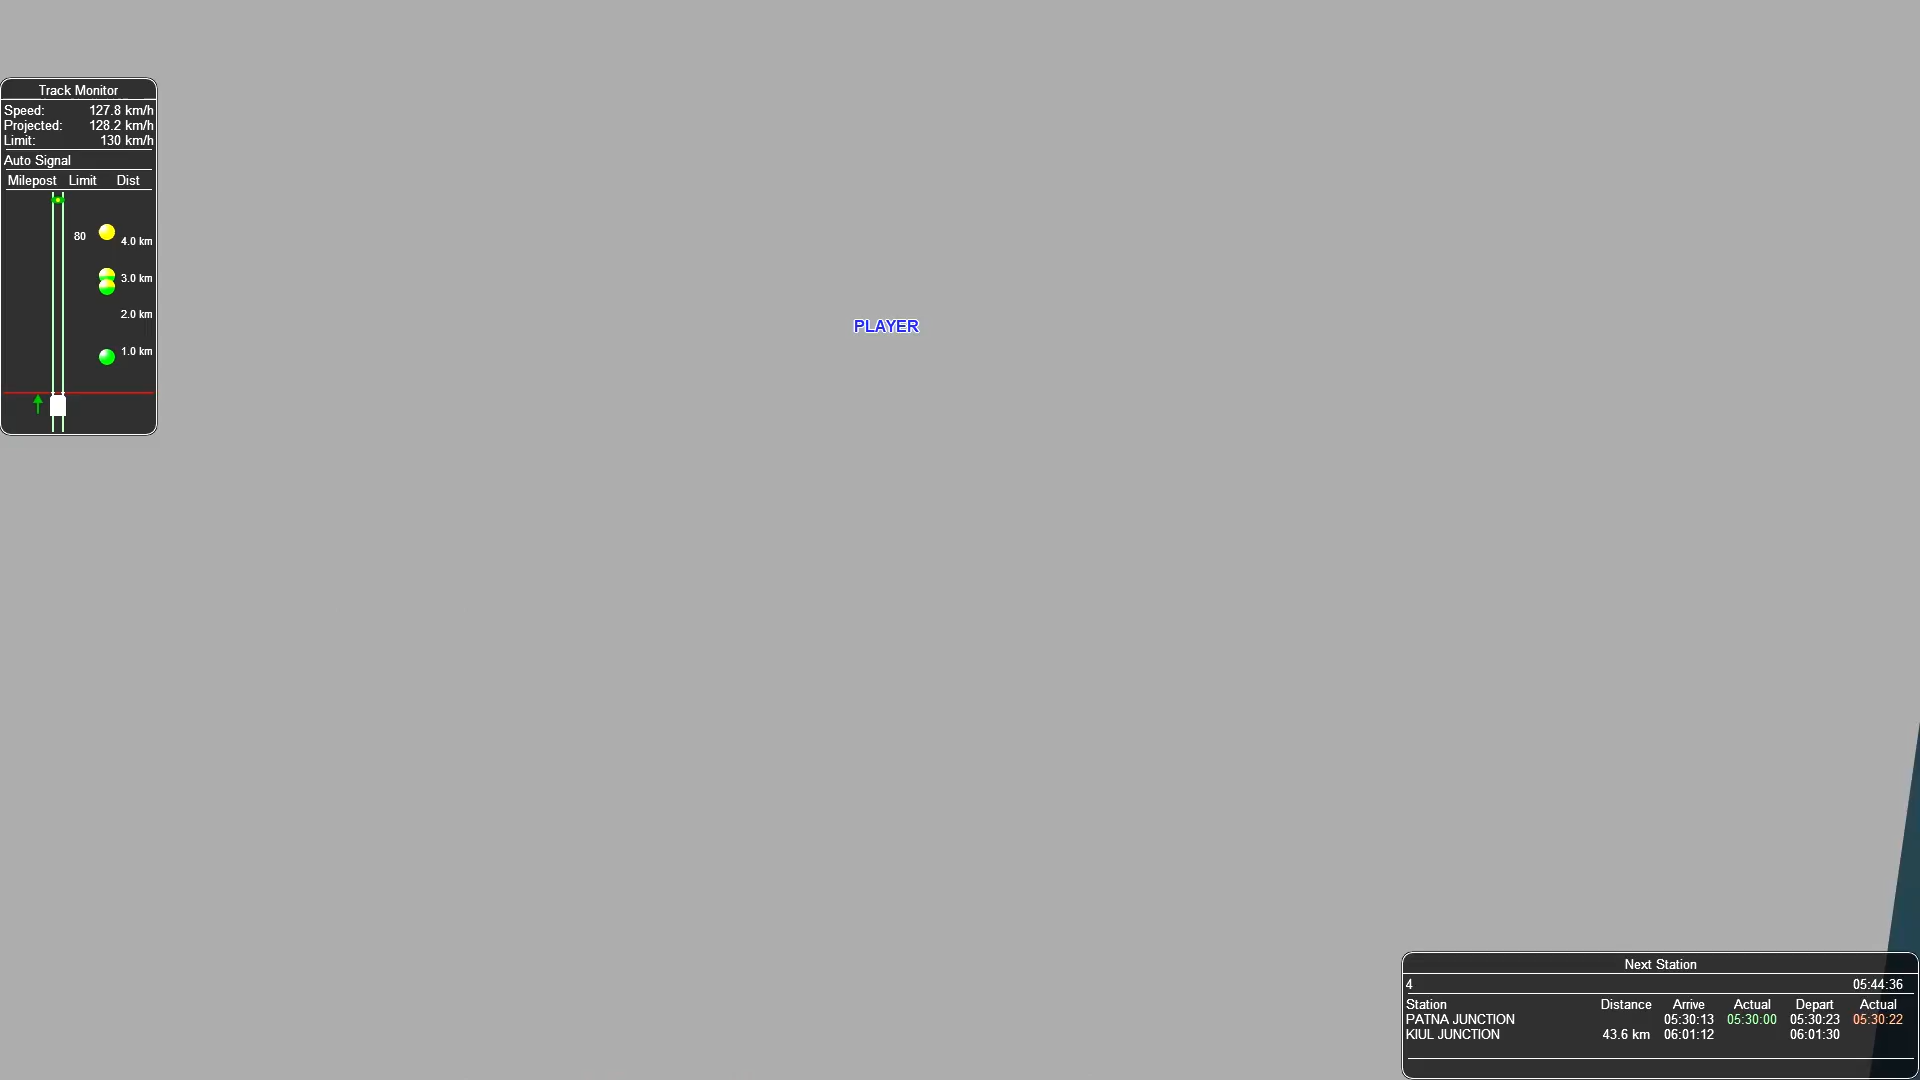 Track Monitor
Speed: 127.8 km/h
Projected: 128.2 km/h
Limit: 130 km/h
Auto Signal
Milepost Limit Dist
80 4.0 km
3.0 km
2.0 km
1.0 km
PLAYER
Next Station
4 05:44:36
Station Distance Arrive Actual Depart Actual
PATNA JUNCTION 05:30:13 05:30:00 05:30:23 05:30:22
KIUL JUNCTION 43.6 km 06:01:12 06:01:30